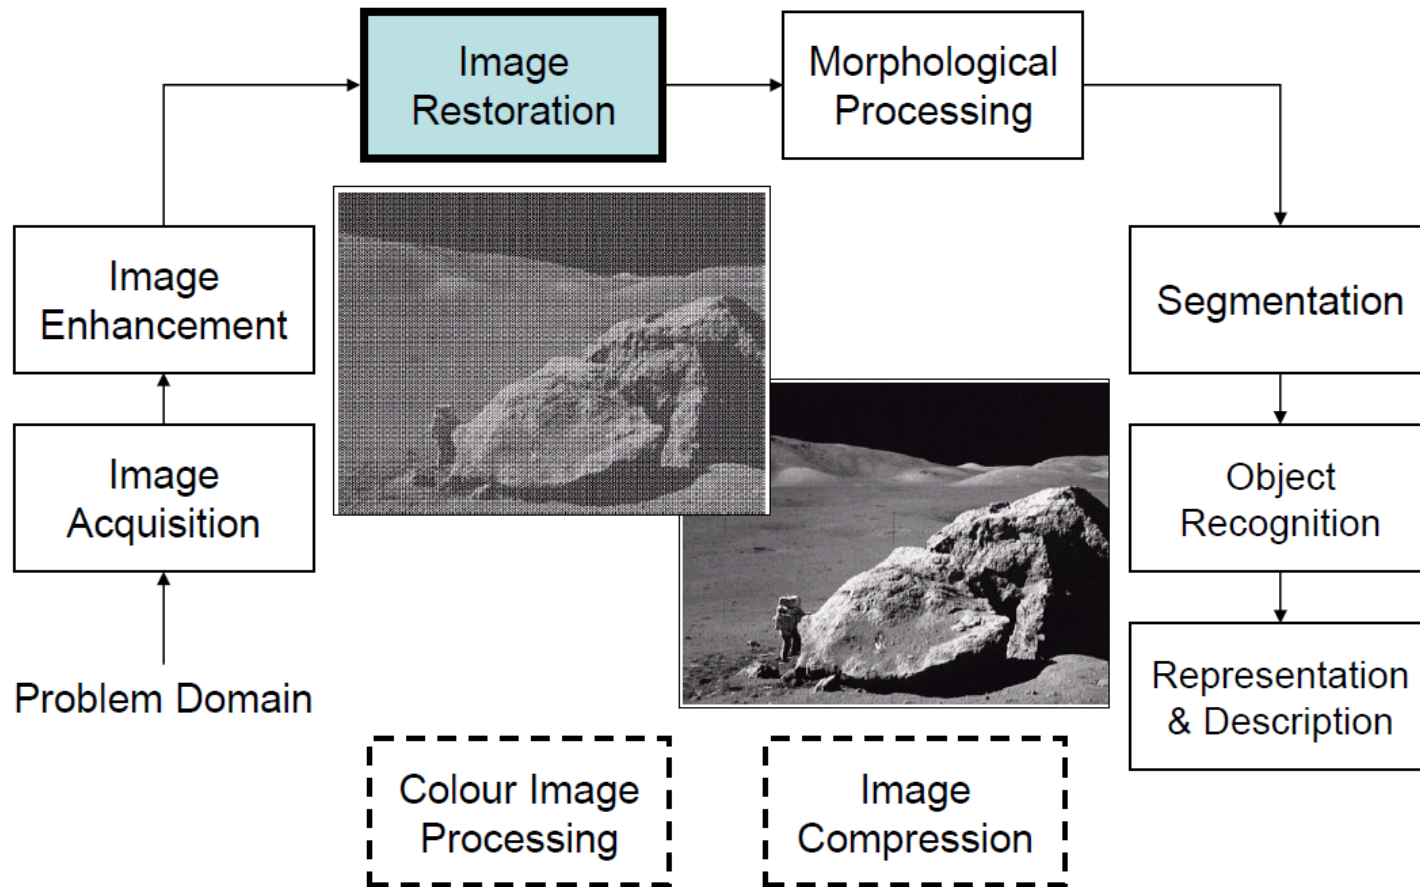 Image
Restoration
Morphological
Processing
Image
Enhancement
Segmentation
Image
Acquisition
Object
Recognition
Problem Domain
Representation
& Description
Colour Image
Processing
Image
Compression